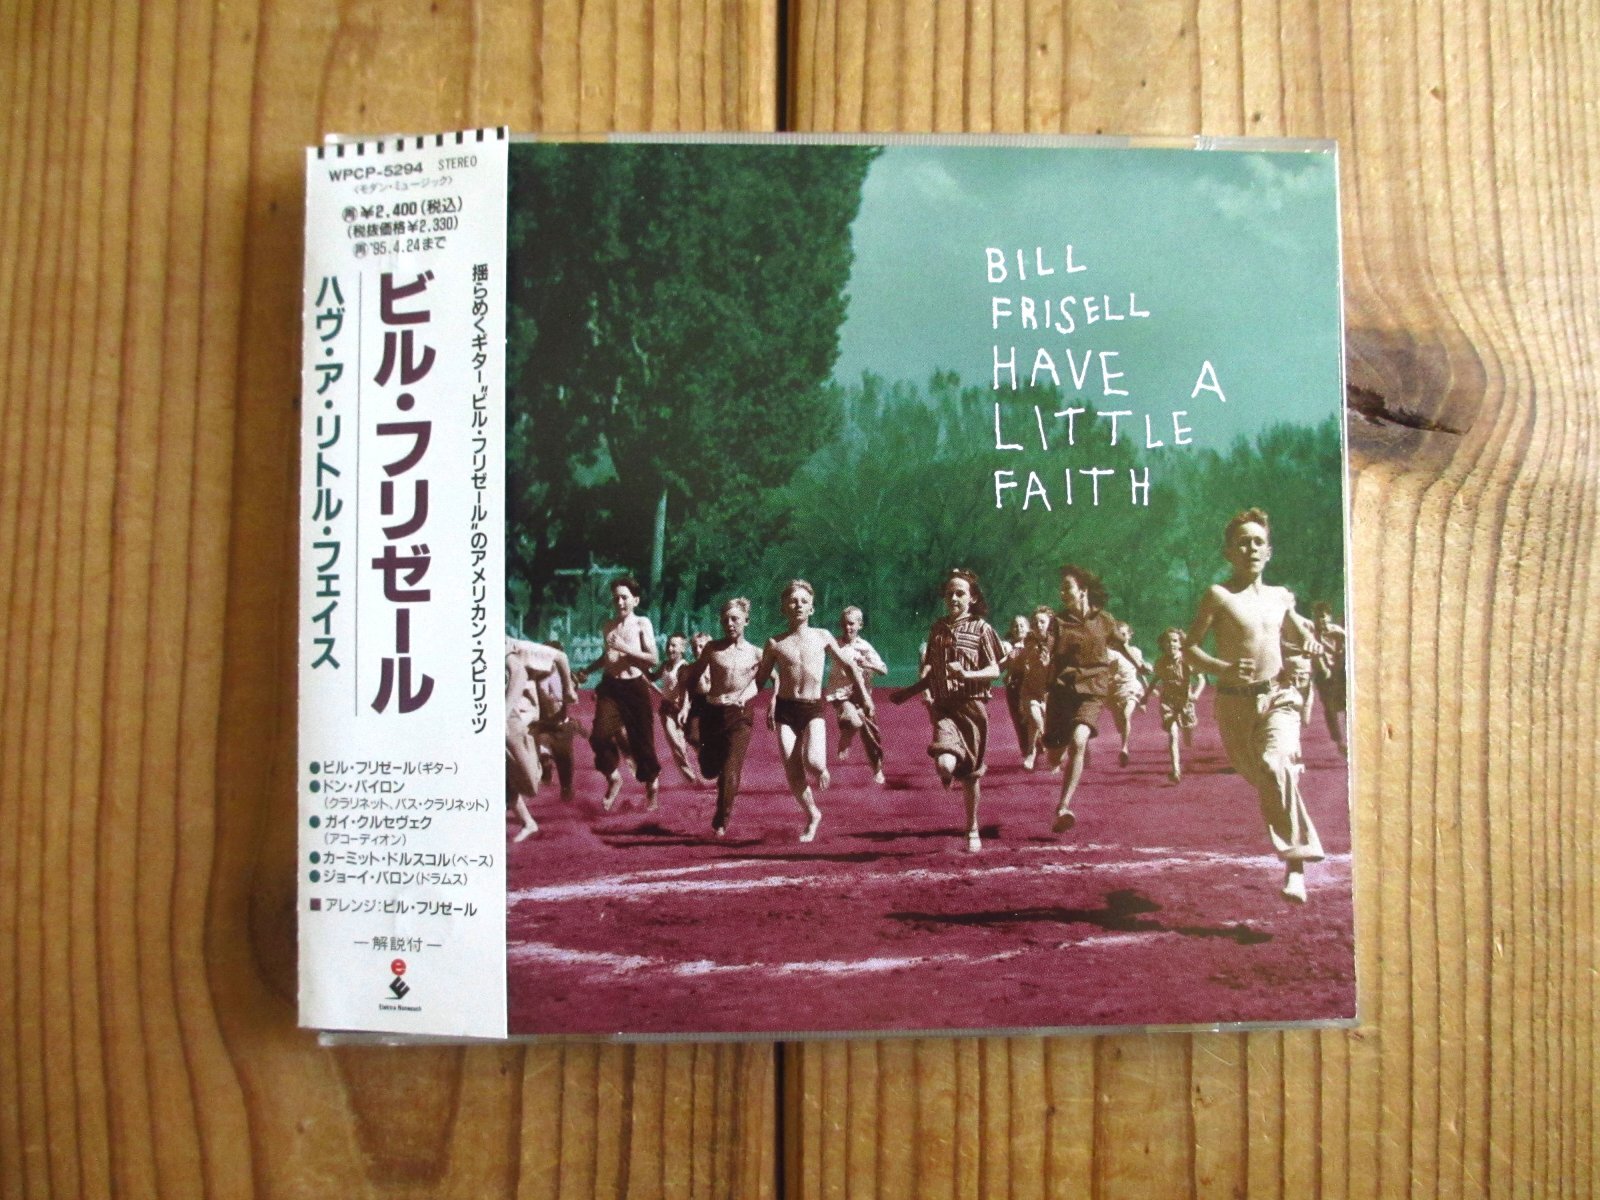 WPCP-5294 STEREO
〈モダン・ミュージック〉
¥2,400(税込)
(税抜価格¥2,330)
'95.4.24まで
揺らめくギター"ビル・フリゼール"のアメリカン・スピリッツ
ビル・フリゼール
ハヴ・ア・リトル・フェイス
●ビル・フリゼール(ギター)
●ドン・バイロン
(クラリネット、バス・クラリネット)
●ガイ・クルセヴェク
(アコーディオン)
●カーミット・ドルスコル(ベース)
●ジョーイ・バロン(ドラムス)
■アレンジ:ビル・フリゼール
—解説付—
Elektra Nonesuch
BILL
FRISELL
HAVE A
LITTLE
FAITH